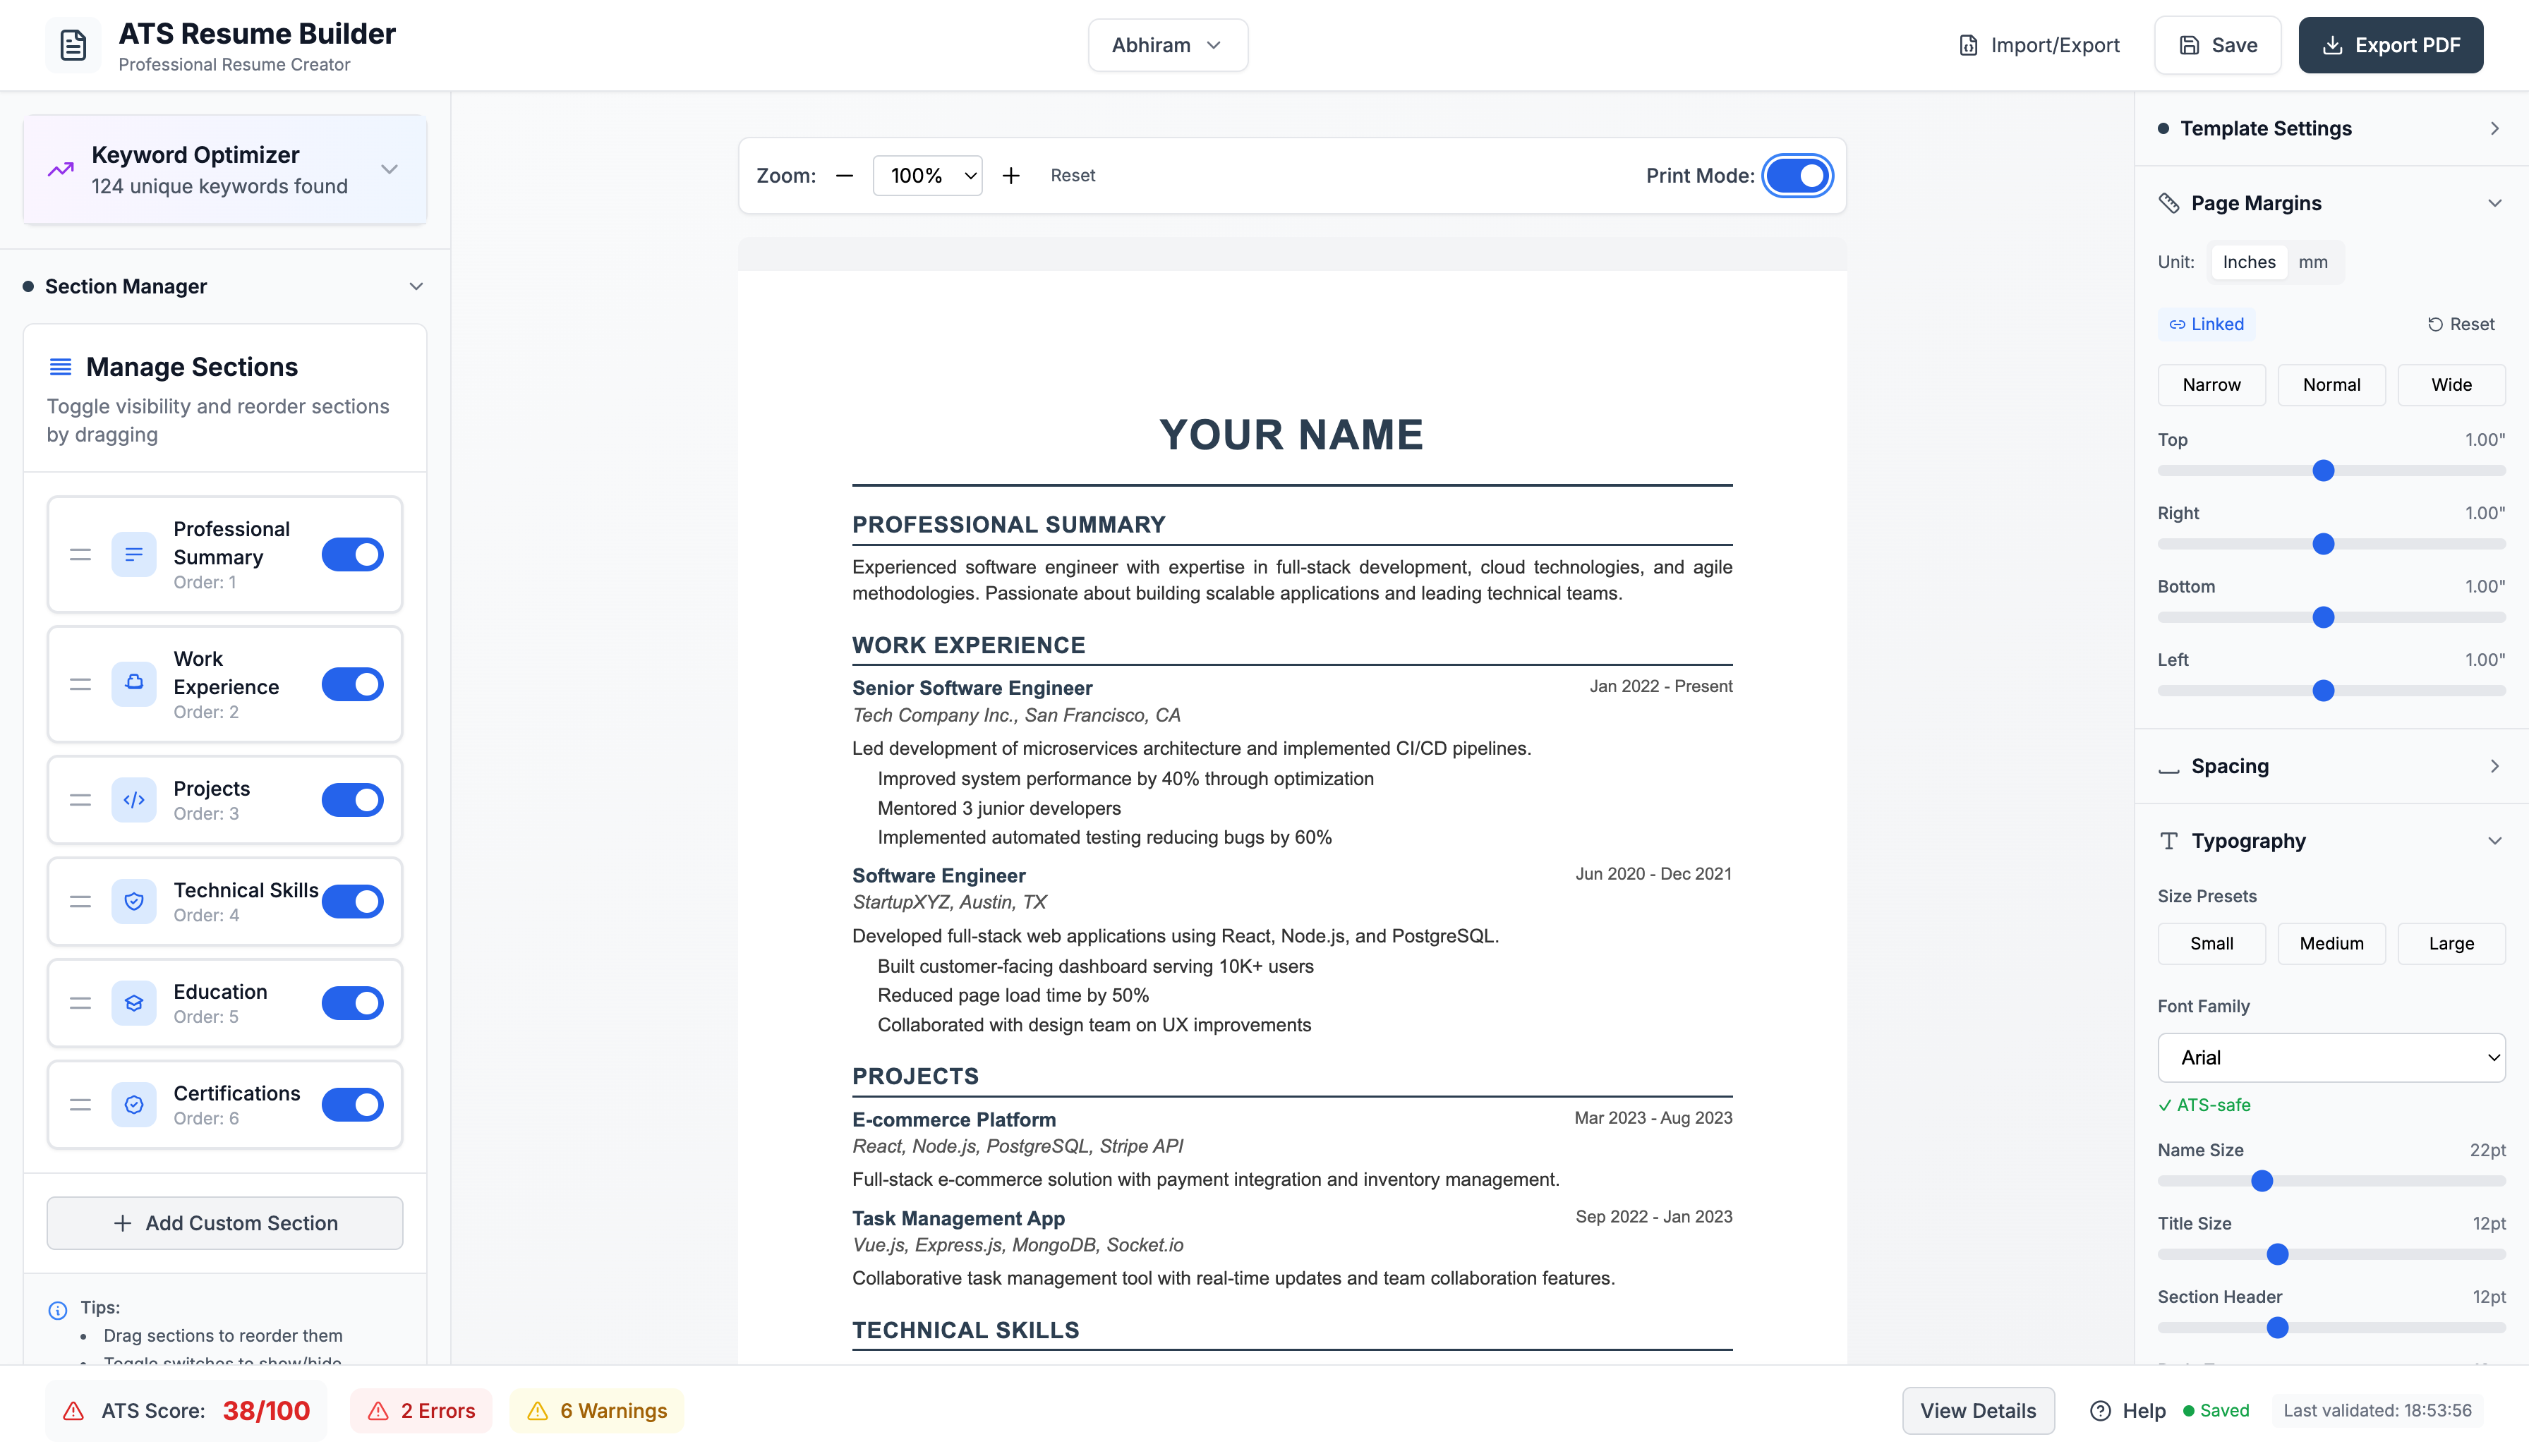 ATS Resume Builder
Professional Resume Creator
Abhiram
Import/Export
Save
Export PDF
Keyword Optimizer
124 unique keywords found
Section Manager
Manage Sections
Toggle visibility and reorder sections
by dragging
Professional
Summary
Order: 1
Work
Experience
Order: 2
Projects
Order: 3
Technical Skills
Order: 4
Education
Order: 5
Certifications
Order: 6
Add Custom Section
Tips:
• Drag sections to reorder them
• Toggle switches to show/hide
Zoom:
100%
Reset
Print Mode:
YOUR NAME
PROFESSIONAL SUMMARY
Experienced software engineer with expertise in full-stack development, cloud technologies, and agile
methodologies. Passionate about building scalable applications and leading technical teams.
WORK EXPERIENCE
Senior Software Engineer Jan 2022 - Present
Tech Company Inc., San Francisco, CA
Led development of microservices architecture and implemented CI/CD pipelines.
Improved system performance by 40% through optimization
Mentored 3 junior developers
Implemented automated testing reducing bugs by 60%
Software Engineer Jun 2020 - Dec 2021
StartupXYZ, Austin, TX
Developed full-stack web applications using React, Node.js, and PostgreSQL.
Built customer-facing dashboard serving 10K+ users
Reduced page load time by 50%
Collaborated with design team on UX improvements
PROJECTS
E-commerce Platform Mar 2023 - Aug 2023
React, Node.js, PostgreSQL, Stripe API
Full-stack e-commerce solution with payment integration and inventory management.
Task Management App Sep 2022 - Jan 2023
Vue.js, Express.js, MongoDB, Socket.io
Collaborative task management tool with real-time updates and team collaboration features.
TECHNICAL SKILLS
Template Settings
Page Margins
Unit: Inches mm
Linked Reset
Narrow Normal Wide
Top 1.00"
Right 1.00"
Bottom 1.00"
Left 1.00"
Spacing
Typography
Size Presets
Small Medium Large
Font Family
Arial
✓ ATS-safe
Name Size 22pt
Title Size 12pt
Section Header 12pt
ATS Score: 38/100
2 Errors
6 Warnings
View Details
Help
Saved
Last validated: 18:53:56